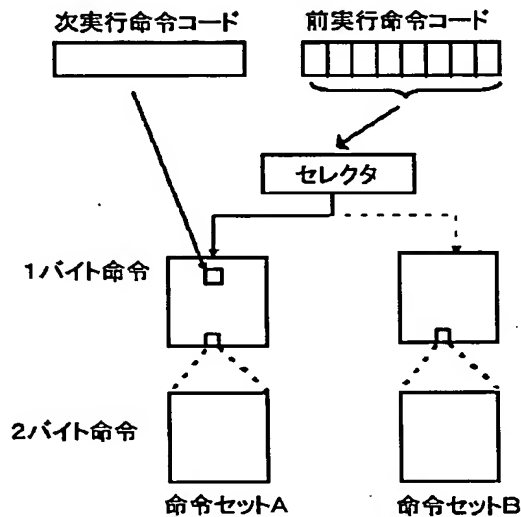 次実行命令コード
前実行命令コード
セレクタ
1バイト命令
2バイト命令
命令セットA
命令セットB